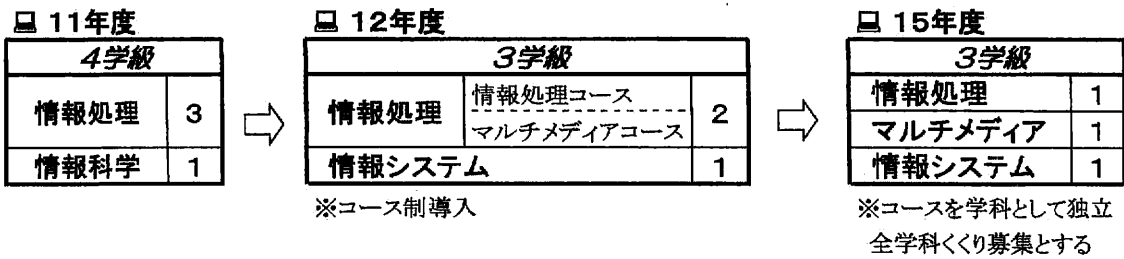 11年度
4学級
情報処理 3
情報科学 1
12年度
3学級
情報処理 情報処理コース 2
マルチメディアコース
情報システム 1
※コース制導入
15年度
3学級
情報処理 1
マルチメディア 1
情報システム 1
※コースを学科として独立
全学科くくり募集とする